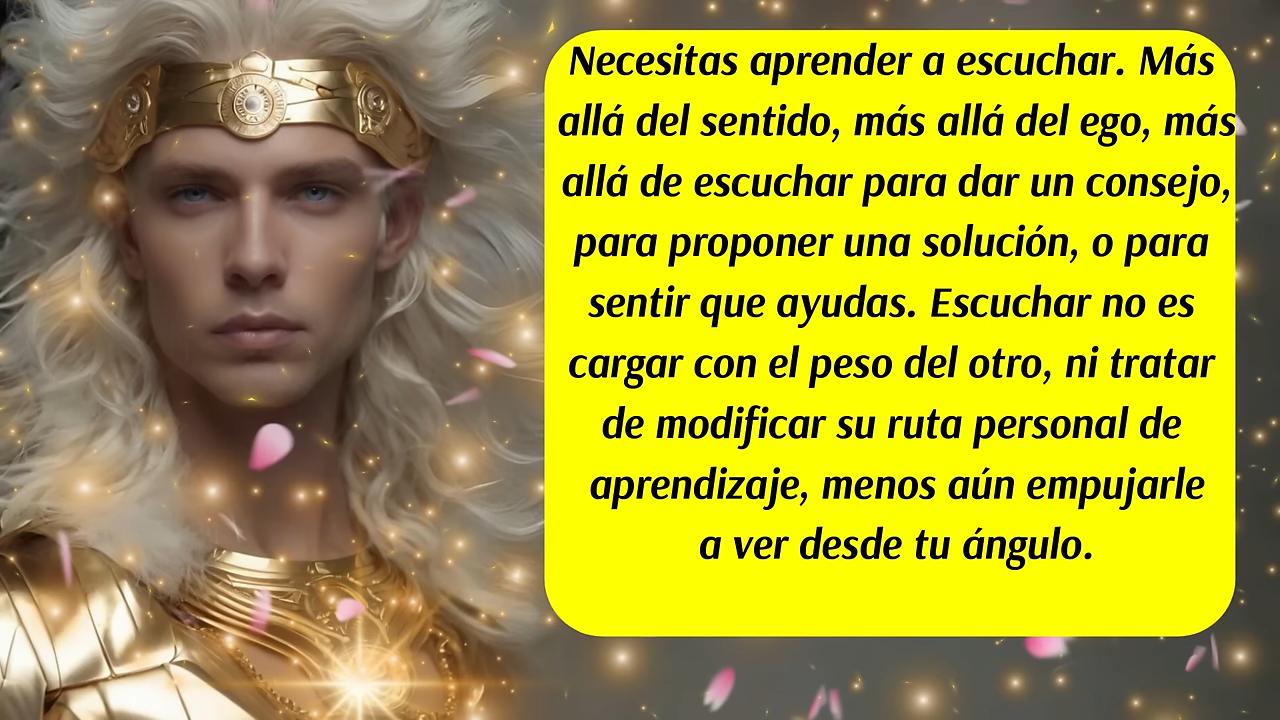 Necesitas aprender a escuchar. Más
allá del sentido, más allá del ego, más
allá de escuchar para dar un consejo,
para proponer una solución, o para
sentir que ayudas. Escuchar no es
cargar con el peso del otro, ni tratar
de modificar su ruta personal de
aprendizaje, menos aún empujarle
a ver desde tu ángulo.